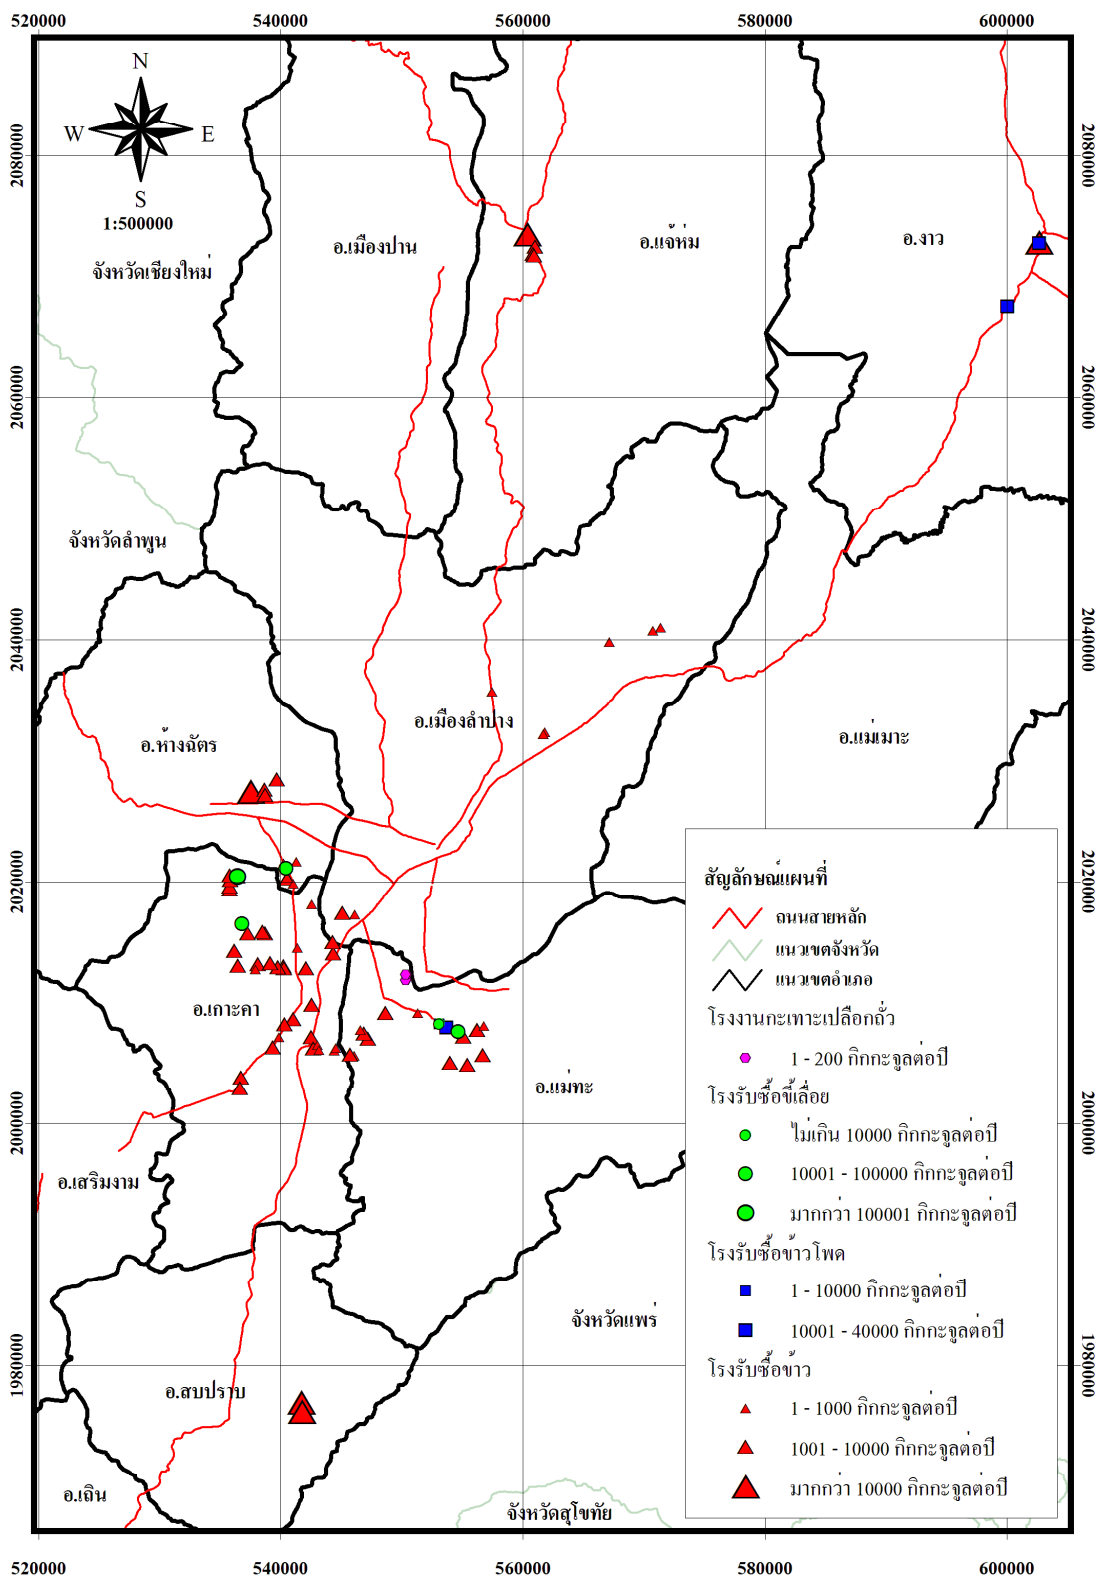 520000 540000 560000 580000 600000
N
W E
S
1:500000
2080000 2080000
อ.เมืองปาน
อ.แจ้ห่ม
อ.งาว
จังหวัดเชียงใหม่
2060000 2060000
จังหวัดลำพูน
2040000 2040000
อ.เมืองลำปาง
อ.ห้างฉัตร
อ.แม่เมาะ
2020000 2020000
อ.เกาะคา
อ.แม่ทะ
2000000 2000000
อ.เสริมงาม
จังหวัดแพร่
1980000 1980000
อ.สบปราบ
อ.เถิน
จังหวัดสุโขทัย
สัญลักษณ์แผนที่
ถนนสายหลัก
แนวเขตจังหวัด
แนวเขตอำเภอ
โรงงานกะเทาะเปลือกถั่ว
1 - 200 กิกกะจูลต่อปี
โรงรับซื้อขี้เลื่อย
ไม่เกิน 10000 กิกกะจูลต่อปี
10001 - 100000 กิกกะจูลต่อปี
มากกว่า 100001 กิกกะจูลต่อปี
โรงรับซื้อข้าวโพด
1 - 10000 กิกกะจูลต่อปี
10001 - 40000 กิกกะจูลต่อปี
โรงรับซื้อข้าว
1 - 1000 กิกกะจูลต่อปี
1001 - 10000 กิกกะจูลต่อปี
มากกว่า 10000 กิกกะจูลต่อปี
520000 540000 560000 580000 600000